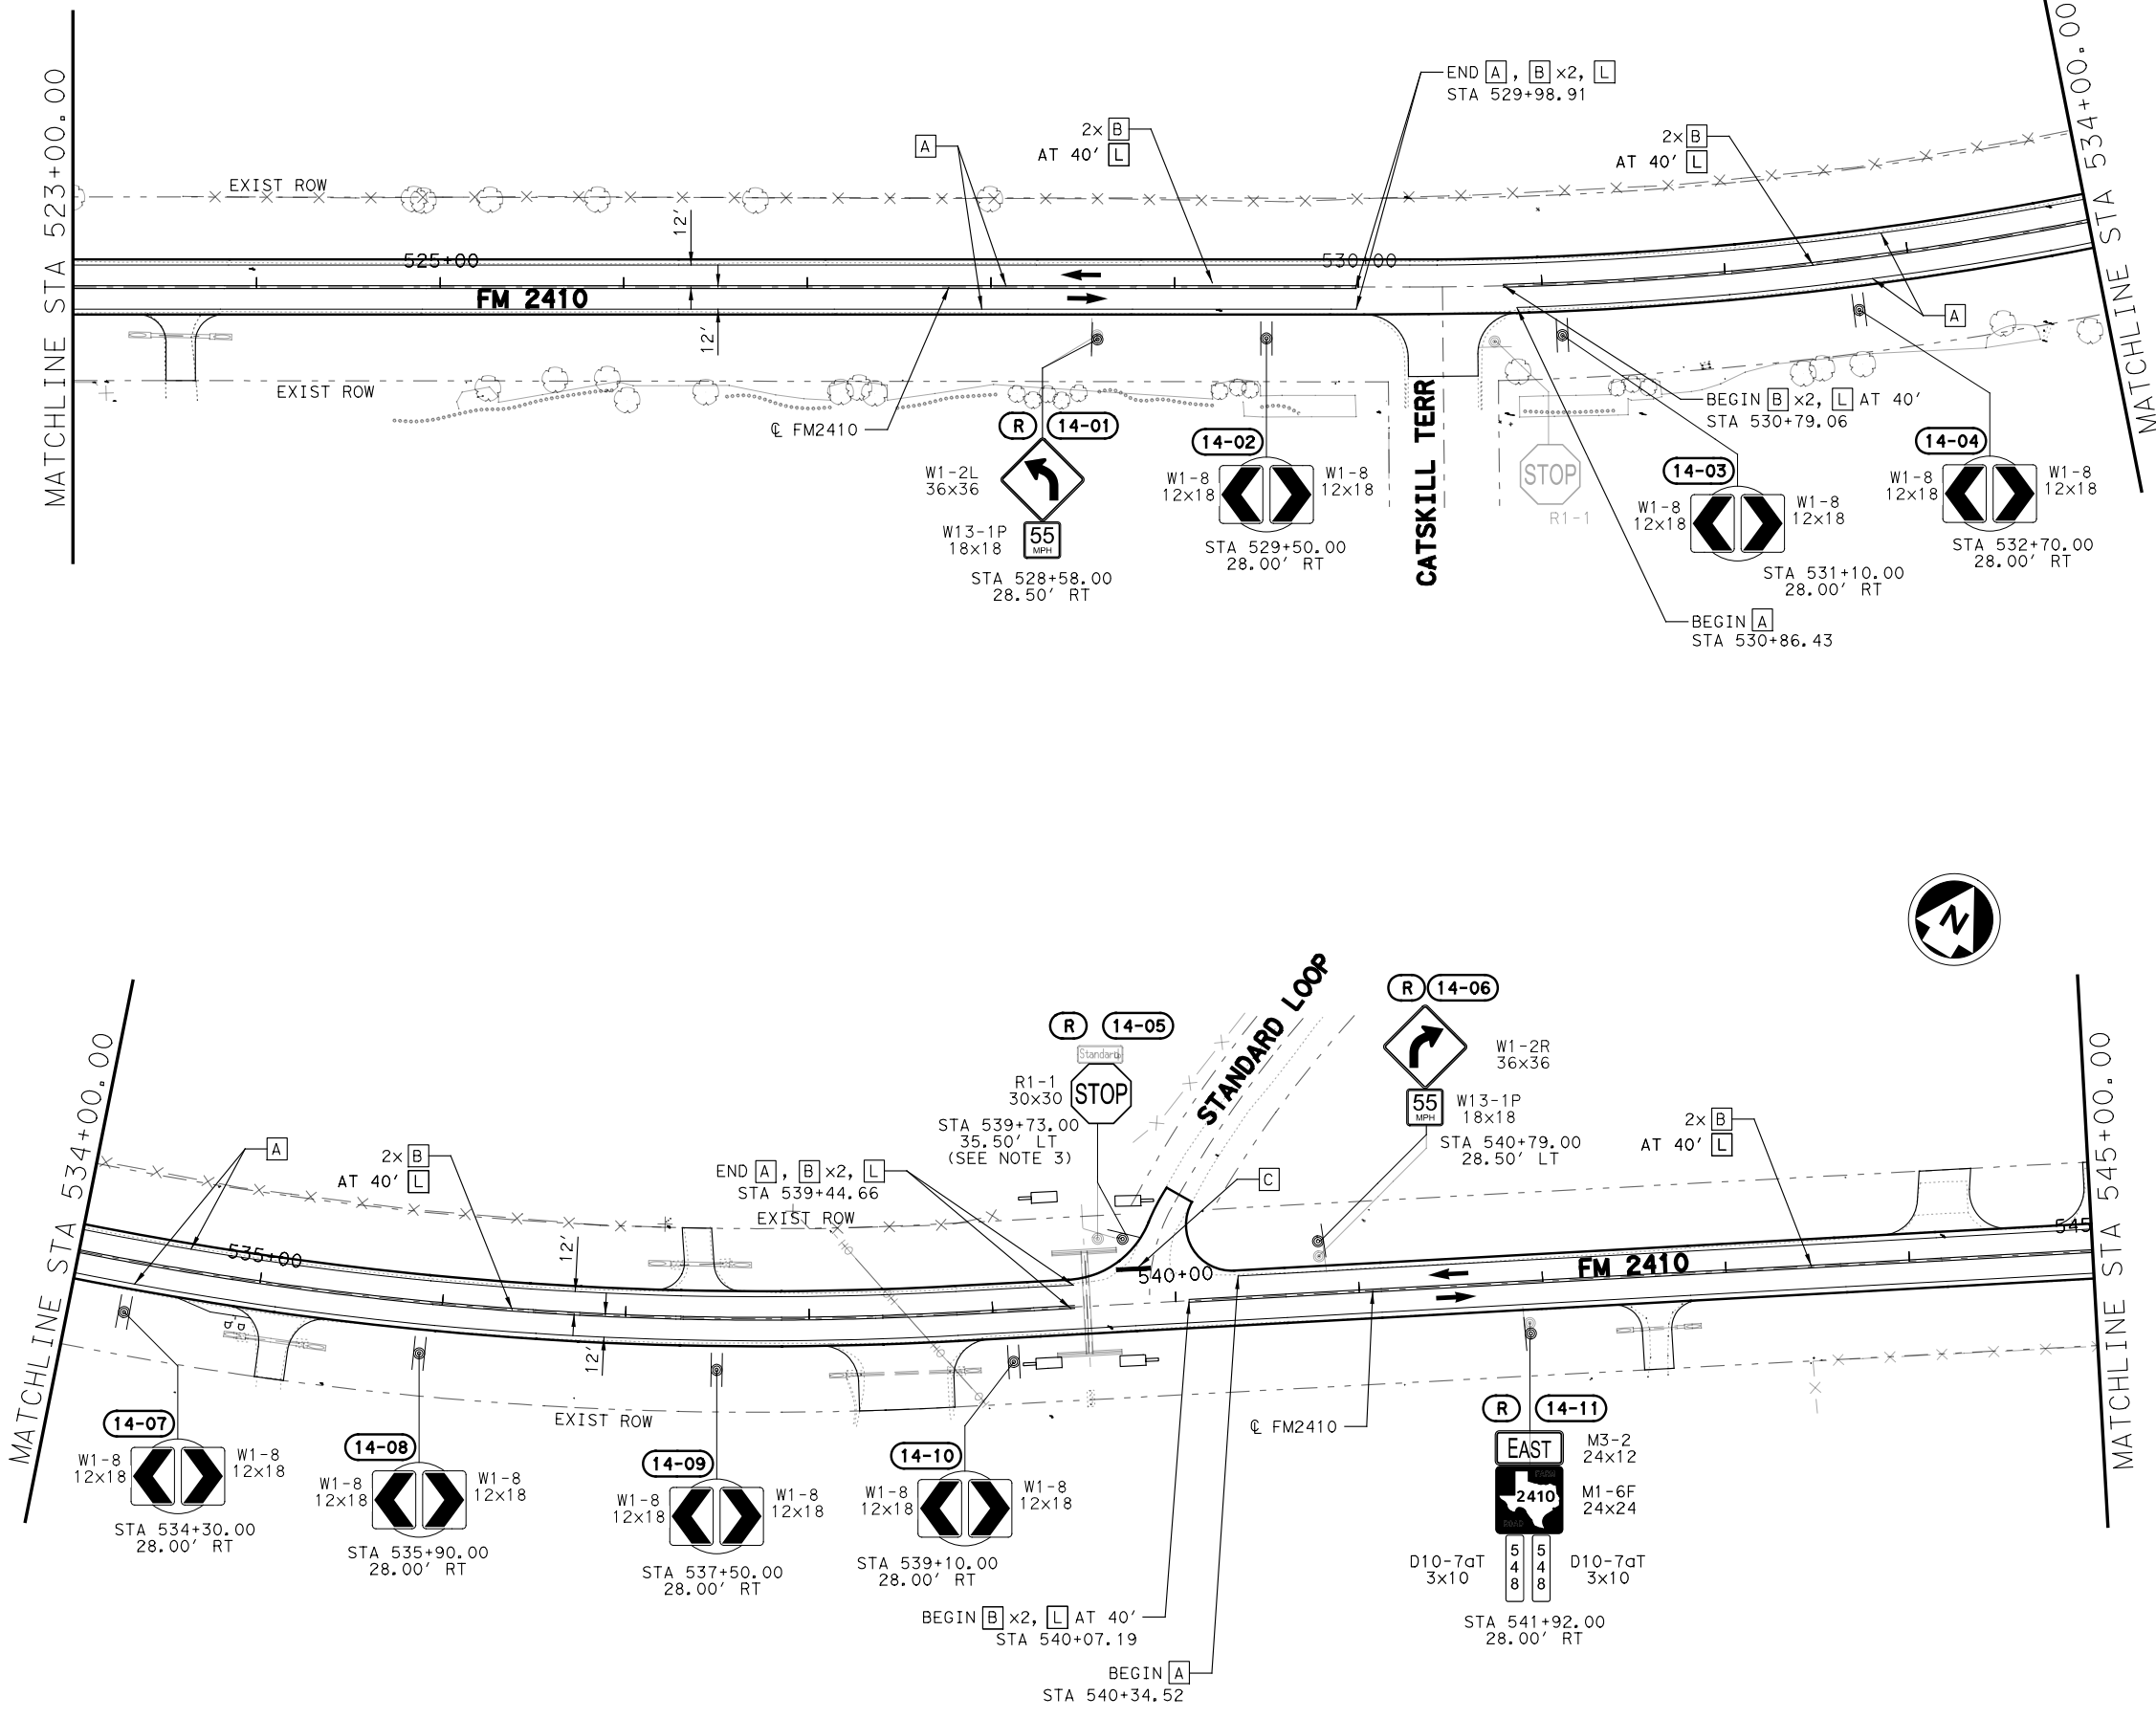 MATCHLINE STA 523+00.00
EXIST ROW
525+00
FM 2410
12'
12'
EXIST ROW
A
2x B
AT 40' L
END A, B x2, L
STA 529+98.91
530+00
2x B
AT 40' L
MATCHLINE STA 534+00.00
A
℄ FM2410
R 14-01
W1-2L
36x36
W13-1P
18x18
55
MPH
STA 528+58.00
28.50' RT
14-02
W1-8
12x18
W1-8
12x18
STA 529+50.00
28.00' RT
CATSKILL TERR
STOP
R1-1
BEGIN B x2, L AT 40'
STA 530+79.06
14-03
W1-8
12x18
W1-8
12x18
STA 531+10.00
28.00' RT
14-04
W1-8
12x18
W1-8
12x18
STA 532+70.00
28.00' RT
BEGIN A
STA 530+86.43
N
MATCHLINE STA 534+00.00
A
535+00
2x B
AT 40' L
12'
12'
END A, B x2, L
STA 539+44.66
EXIST ROW
R 14-05
R1-1
30x30
STOP
STA 539+73.00
35.50' LT
(SEE NOTE 3)
STANDARD LOOP
C
540+00
R 14-06
W1-2R
36x36
55
MPH
W13-1P
18x18
STA 540+79.00
28.50' LT
2x B
AT 40' L
FM 2410
545
MATCHLINE STA 545+00.00
EXIST ROW
14-07
W1-8
12x18
W1-8
12x18
STA 534+30.00
28.00' RT
14-08
W1-8
12x18
W1-8
12x18
STA 535+90.00
28.00' RT
14-09
W1-8
12x18
W1-8
12x18
STA 537+50.00
28.00' RT
14-10
W1-8
12x18
W1-8
12x18
STA 539+10.00
28.00' RT
BEGIN B x2, L AT 40'
STA 540+07.19
BEGIN A
STA 540+34.52
℄ FM2410
R 14-11
EAST
M3-2
24x12
FARM
2410
ROAD
M1-6F
24x24
D10-7aT
3x10
5
4
8
5
4
8
D10-7aT
3x10
STA 541+92.00
28.00' RT